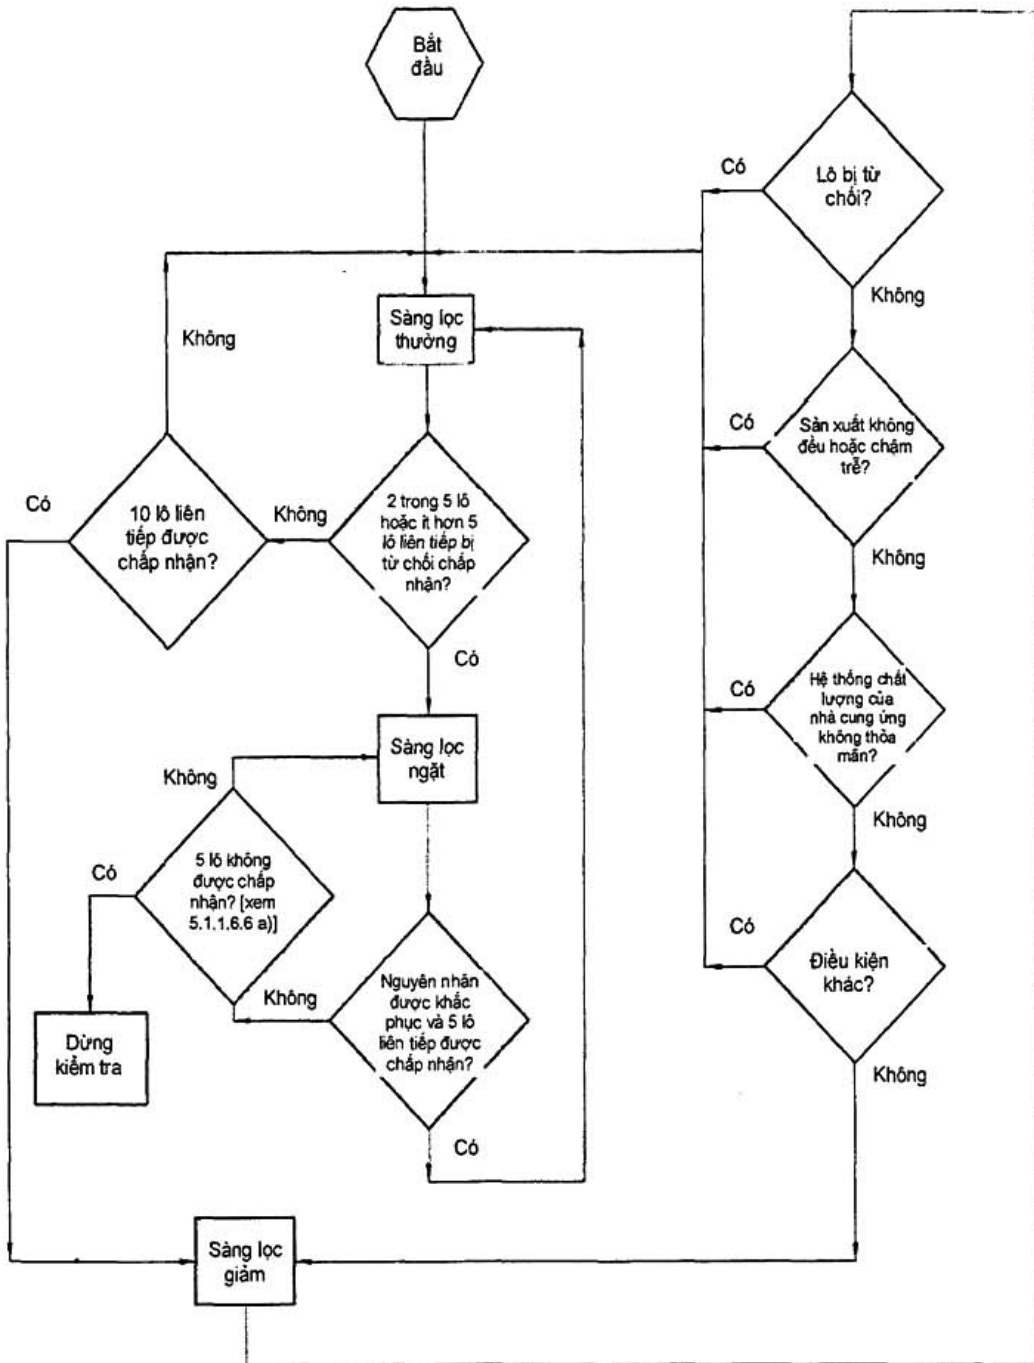 Bắt
đầu
Có
Lô bị từ
chối?
Không
Sàng lọc
thường
Không
Có
Sản xuất không
đều hoặc chậm
trễ?
Không
Có
10 lô liên
tiếp được
chấp nhận?
Không
2 trong 5 lô
hoặc ít hơn 5
lô liên tiếp bị
từ chối chấp
nhận?
Có
Có
Hệ thống chất
lượng của
nhà cung ứng
không thỏa
mãn?
Không
Sàng lọc
ngặt
Không
Có
5 lô không
được chấp
nhận? [xem
5.1.1.6.6 a)]
Có
Điều kiện
khác?
Không
Không
Nguyên nhân
được khắc
phục và 5 lô
liên tiếp được
chấp nhận?
Có
Dừng
kiểm tra
Sàng lọc
giảm